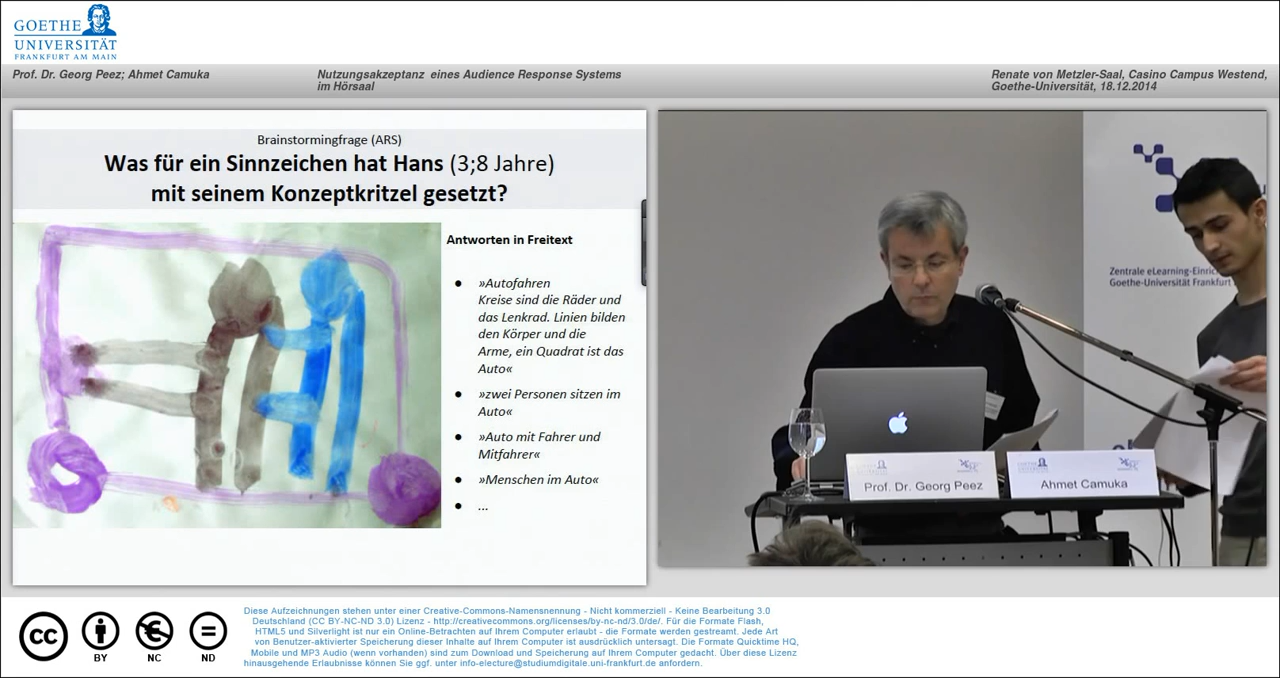 GOETHE
UNIVERSITÄT
FRANKFURT AM MAIN
Prof. Dr. Georg Peez; Ahmet Camuka
Nutzungsakzeptanz eines Audience Response Systems
im Hörsaal
Renate von Metzler-Saal, Casino Campus Westend,
Goethe-Universität, 18.12.2014
Brainstormingfrage (ARS)
Was für ein Sinnzeichen hat Hans (3;8 Jahre)
mit seinem Konzeptkritzel gesetzt?
Antworten in Freitext
● »Autofahren
Kreise sind die Räder und
das Lenkrad. Linien bilden
den Körper und die
Arme, ein Quadrat ist das
Auto«
● »zwei Personen sitzen im
Auto«
● »Auto mit Fahrer und
Mitfahrer«
● »Menschen im Auto«
● ...
Zentrale eLearning-Einric
Goethe-Universität Frankfurt
Prof. Dr. Georg Peez
Ahmet Camuka
cc
BY
NC
ND
Diese Aufzeichnungen stehen unter einer Creative-Commons-Namensnennung - Nicht kommerziell - Keine Bearbeitung 3.0
Deutschland (CC BY-NC-ND 3.0) Lizenz - http://creativecommons.org/licenses/by-nc-nd/3.0/de/. Für die Formate Flash,
HTML5 und Silverlight ist nur ein Online-Betrachten auf Ihrem Computer erlaubt - die Formate werden gestreamt. Jede Art
von Benutzer-aktivierter Speicherung dieser Inhalte auf Ihrem Computer ist ausdrücklich untersagt. Die Formate Quicktime HQ,
Mobile und MP3 Audio (wenn vorhanden) sind zum Download und Speicherung auf Ihrem Computer gedacht. Über diese Lizenz
hinausgehende Erlaubnisse können Sie ggf. unter info-electure@studiumdigitale.uni-frankfurt.de anfordern.